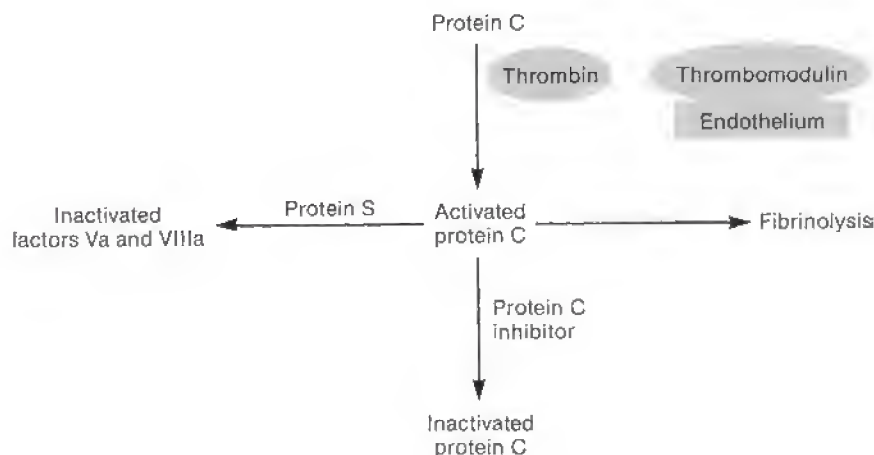 Protein C
Thrombin
Thrombomodulin
Endothelium
Inactivated
factors Va and VIIIa
Protein S
Activated
protein C
Fibrinolysis
Protein C
inhibitor
Inactivated
protein C